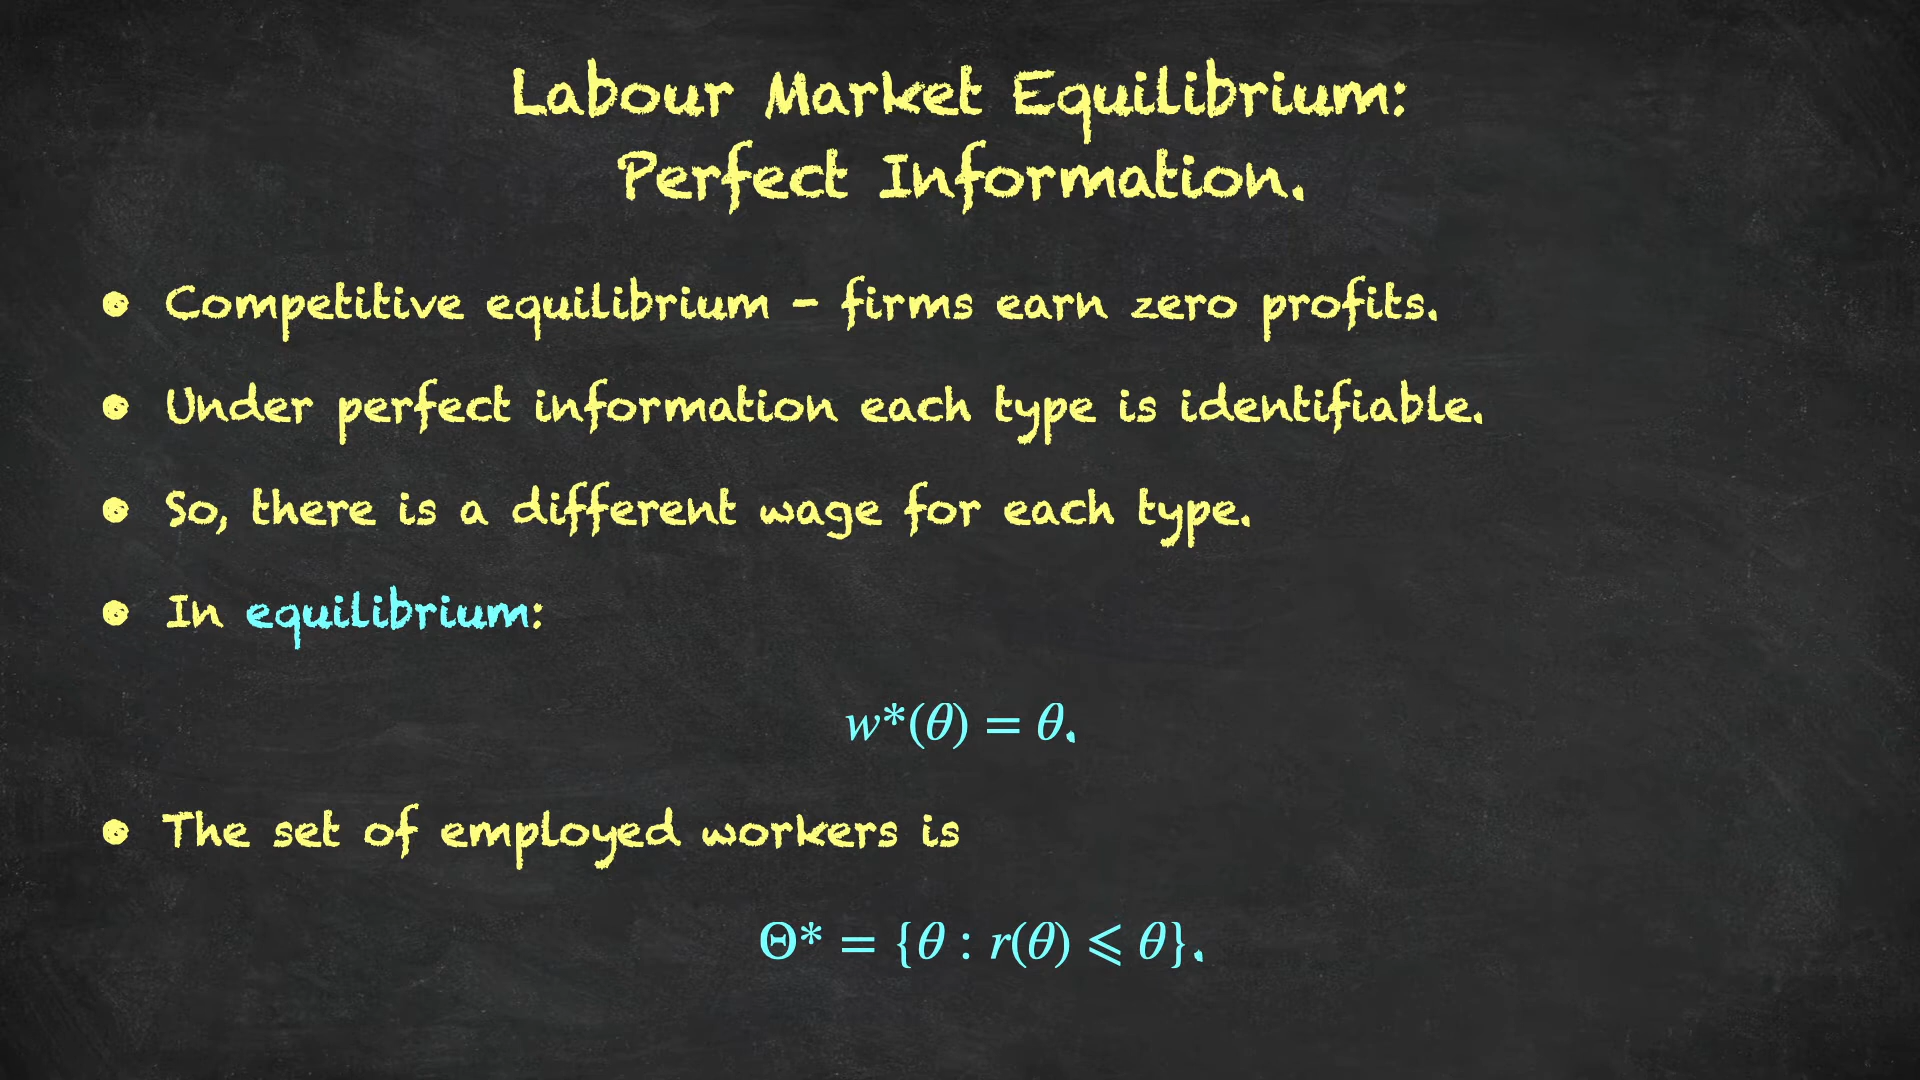 Labour Market Equilibrium:
Perfect Information.
• Competitive equilibrium - firms earn zero profits.
• Under perfect information each type is identifiable.
• So, there is a different wage for each type.
• In equilibrium:
w*(θ) = θ.
• The set of employed workers is
Θ* = {θ : r(θ) ⩽ θ}.